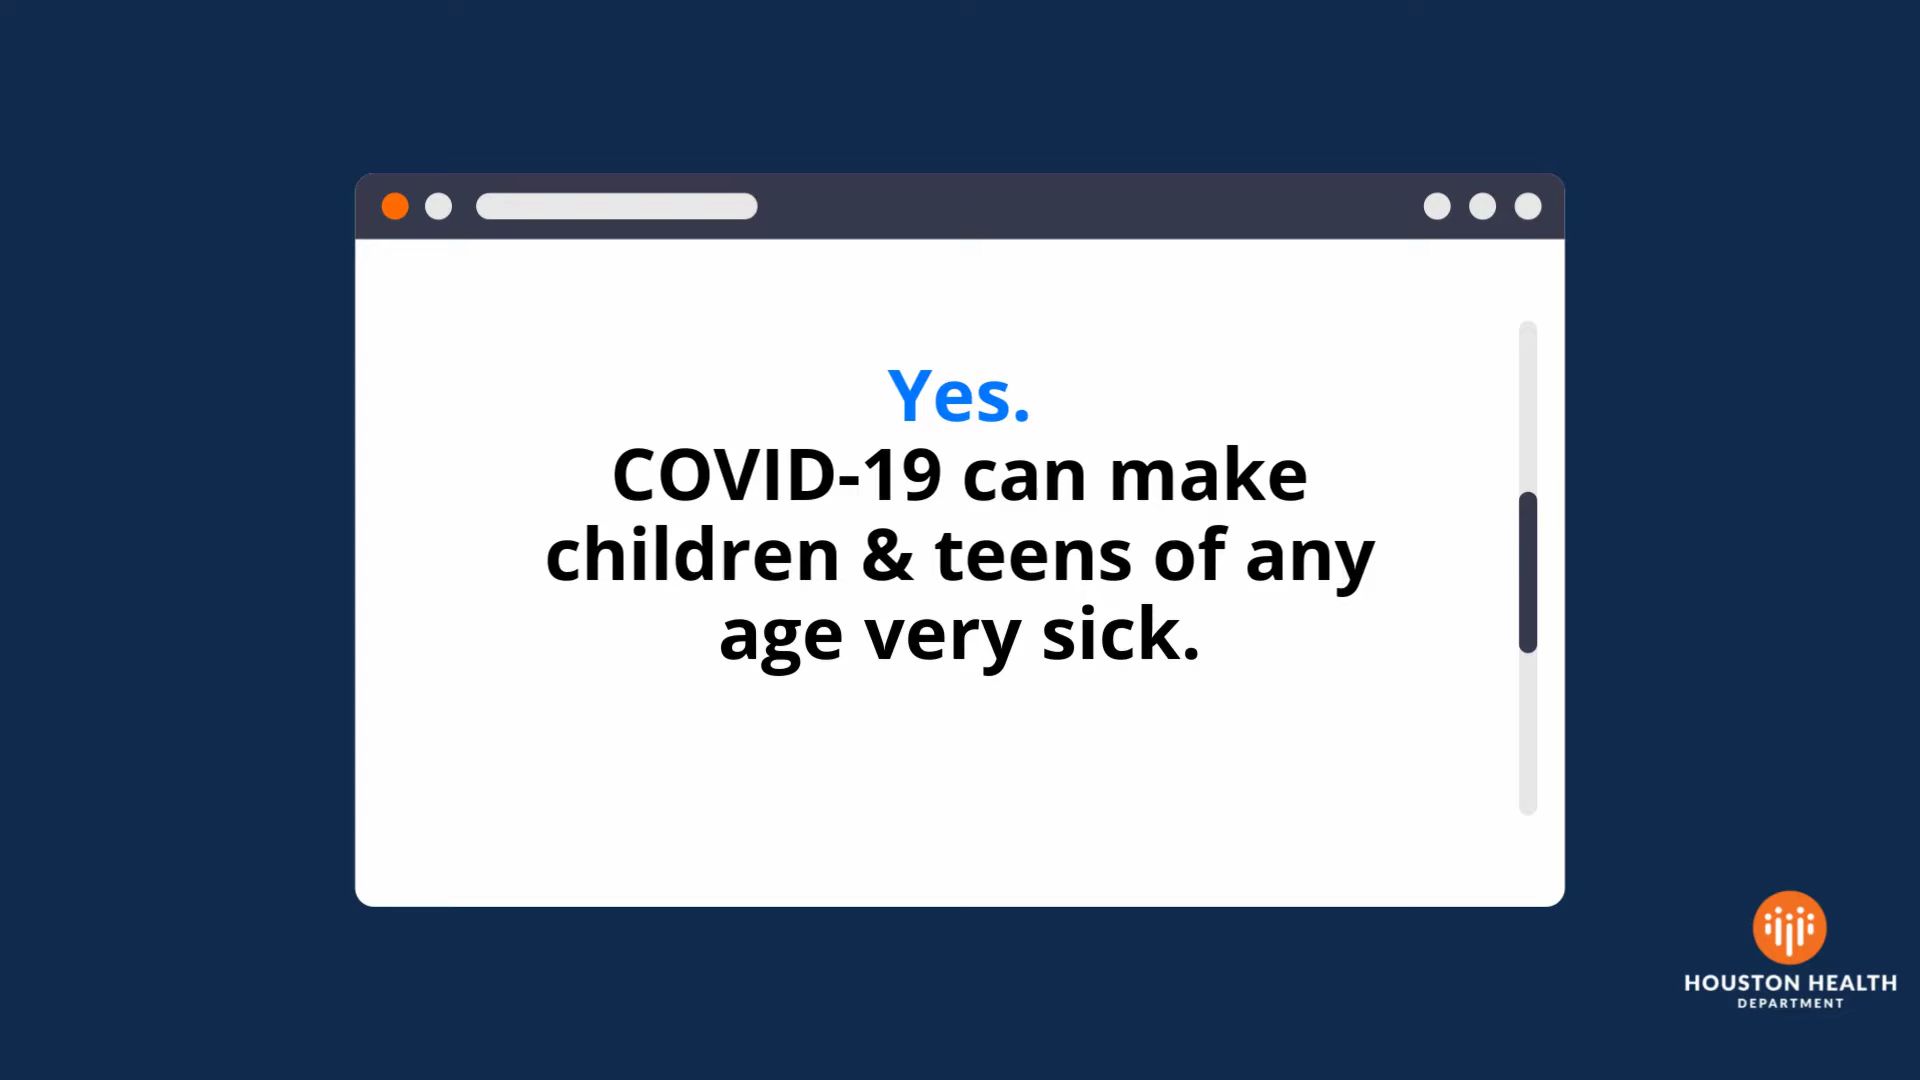 Yes.
COVID-19 can make
children & teens of any
age very sick.
HOUSTON HEALTH
DEPARTMENT